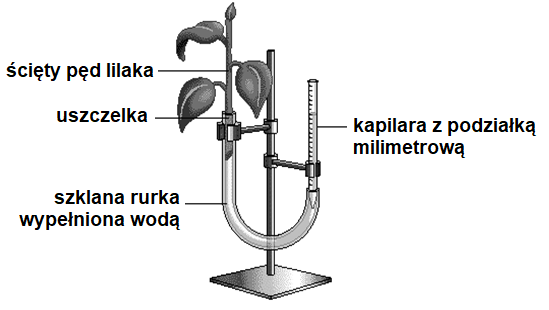 ścięty pęd lilaka
uszczelka
kapilara z podziałką
milimetrową
szklana rurka
wypełniona wodą